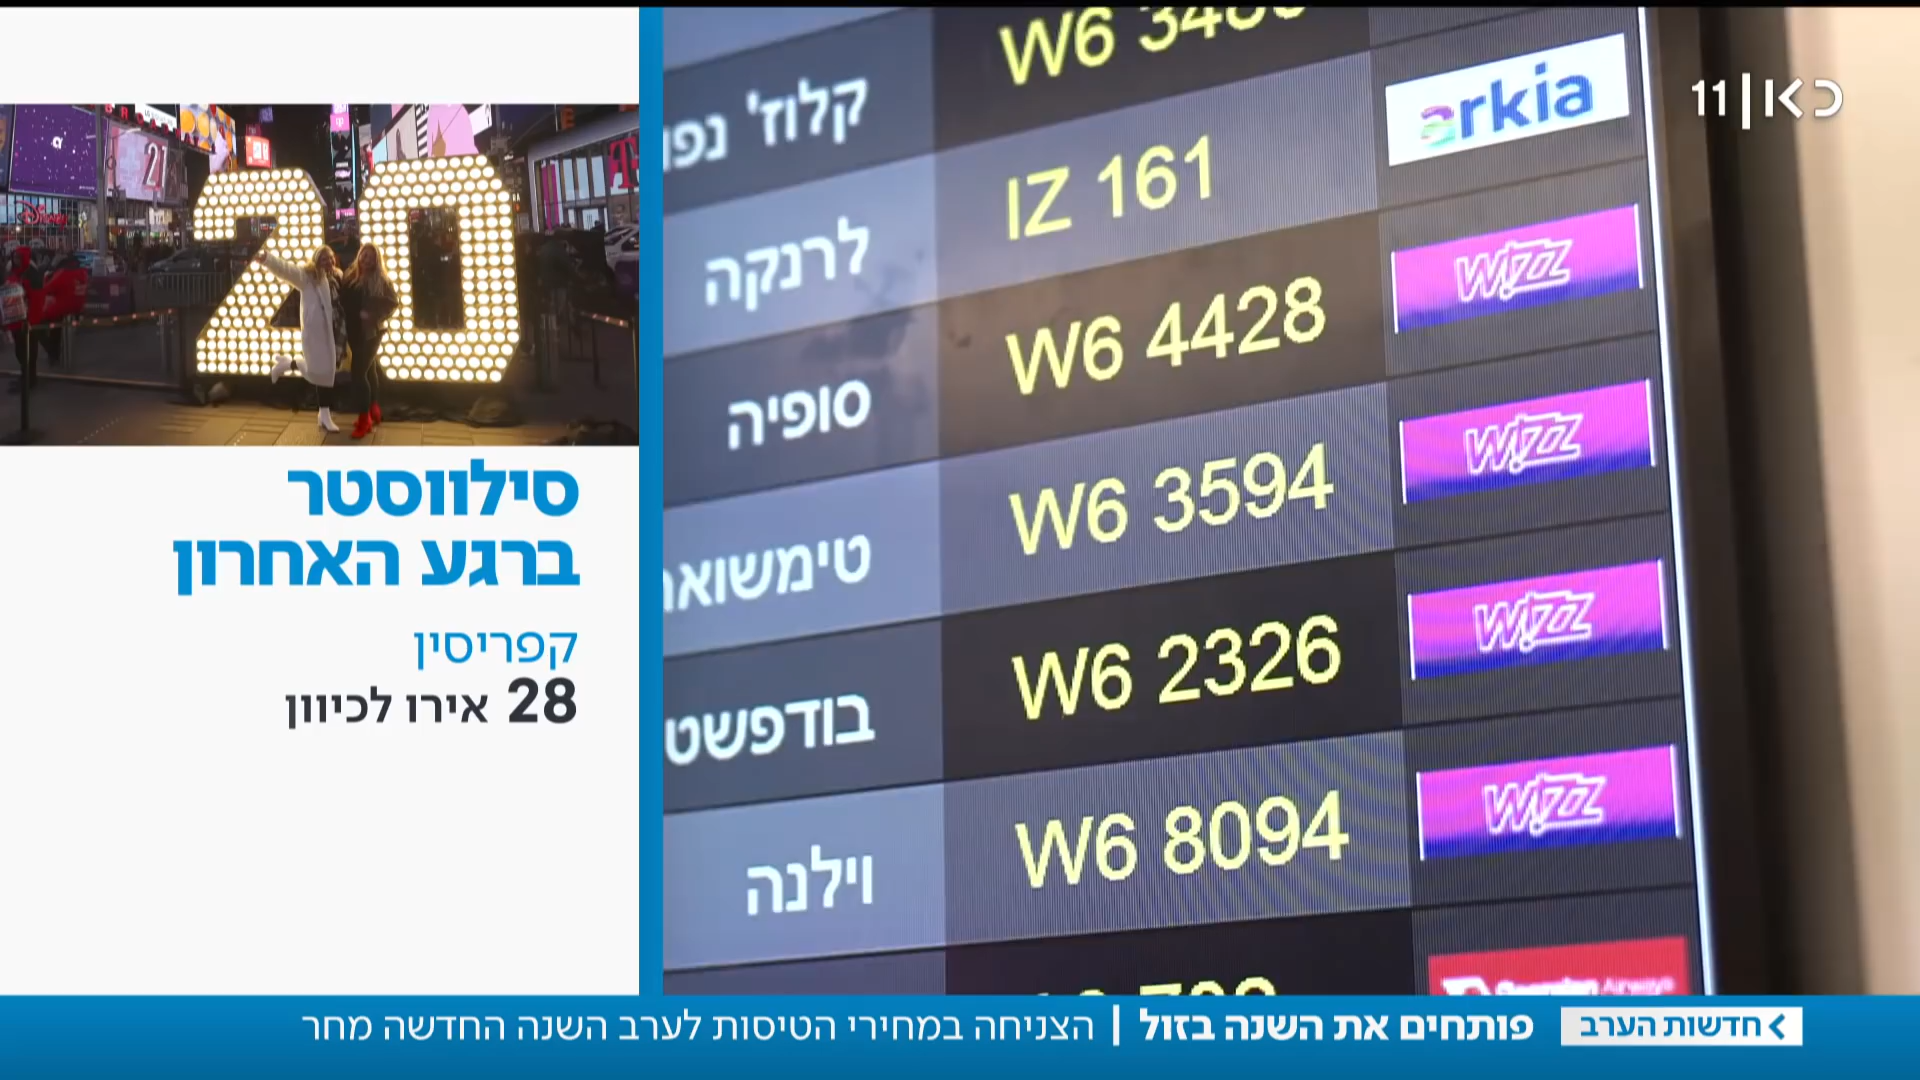 כאן 11
W6
קלוז' נפו
arkia
IZ 161
לרנקה
Wizz
W6 4428
סופיה
Wizz
W6 3594
טימשואר
Wizz
W6 2326
בודפשט
Wizz
W6 8094
וילנה
20
סילווסטר
ברגע האחרון
קפריסין
28 אירו לכיוון
חדשות הערב
פותחים את השנה בזול | הצניחה במחירי הטיסות לערב השנה החדשה מחר